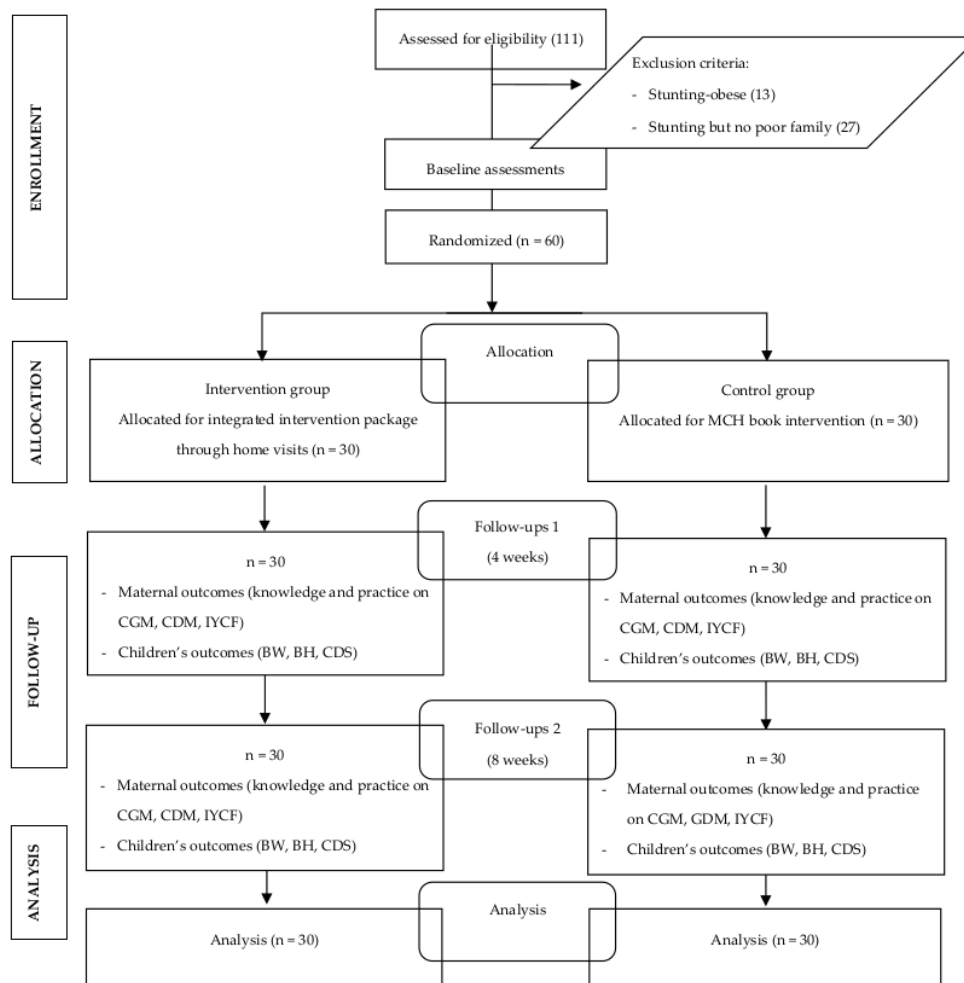 Assessed for eligibility (111)
Exclusion criteria:
- Stunting-obese (13)
- Stunting but no poor family (27)
Baseline assessments
Randomized (n = 60)
ENROLLMENT
Allocation
Intervention group
Allocated for integrated intervention package
through home visits (n = 30)
Control group
Allocated for MCH book intervention (n = 30)
ALLOCATION
Follow-ups 1
(4 weeks)
n = 30
- Maternal outcomes (knowledge and practice on
CGM, CDM, IYCF)
- Children's outcomes (BW, BH, CDS)
n = 30
- Maternal outcomes (knowledge and practice on
CGM, CDM, IYCF)
- Children's outcomes (BW, BH, CDS)
FOLLOW-UP
Follow-ups 2
(8 weeks)
n = 30
- Maternal outcomes (knowledge and practice on
CGM, CDM, IYCF)
- Children's outcomes (BW, BH, CDS)
n = 30
- Maternal outcomes (knowledge and practice
on CGM, GDM, IYCF)
- Children's outcomes (BW, BH, CDS)
ANALYSIS
Analysis
Analysis (n = 30)
Analysis (n = 30)